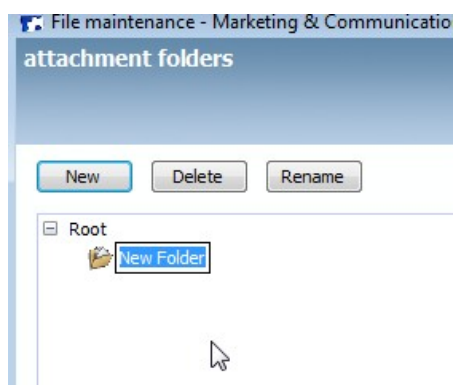 File maintenance - Marketing & Communicatio
attachment folders
New Delete Rename
Root
New Folder